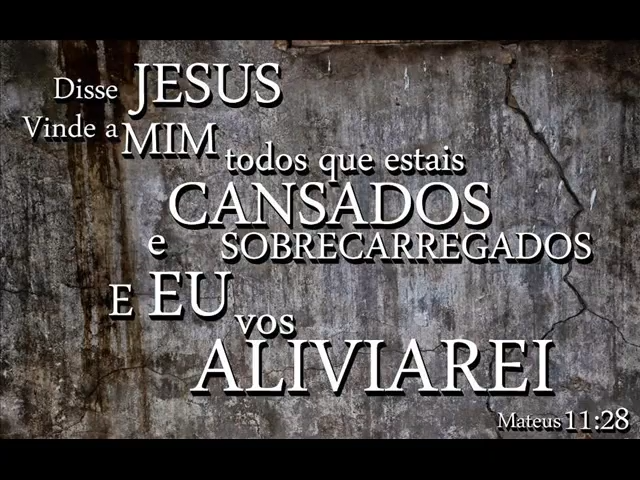 Disse JESUS
Vinde a MIM
todos que estais
CANSADOS
e SOBRECARREGADOS
E EU
vos
ALIVIAREI
Mateus 11:28